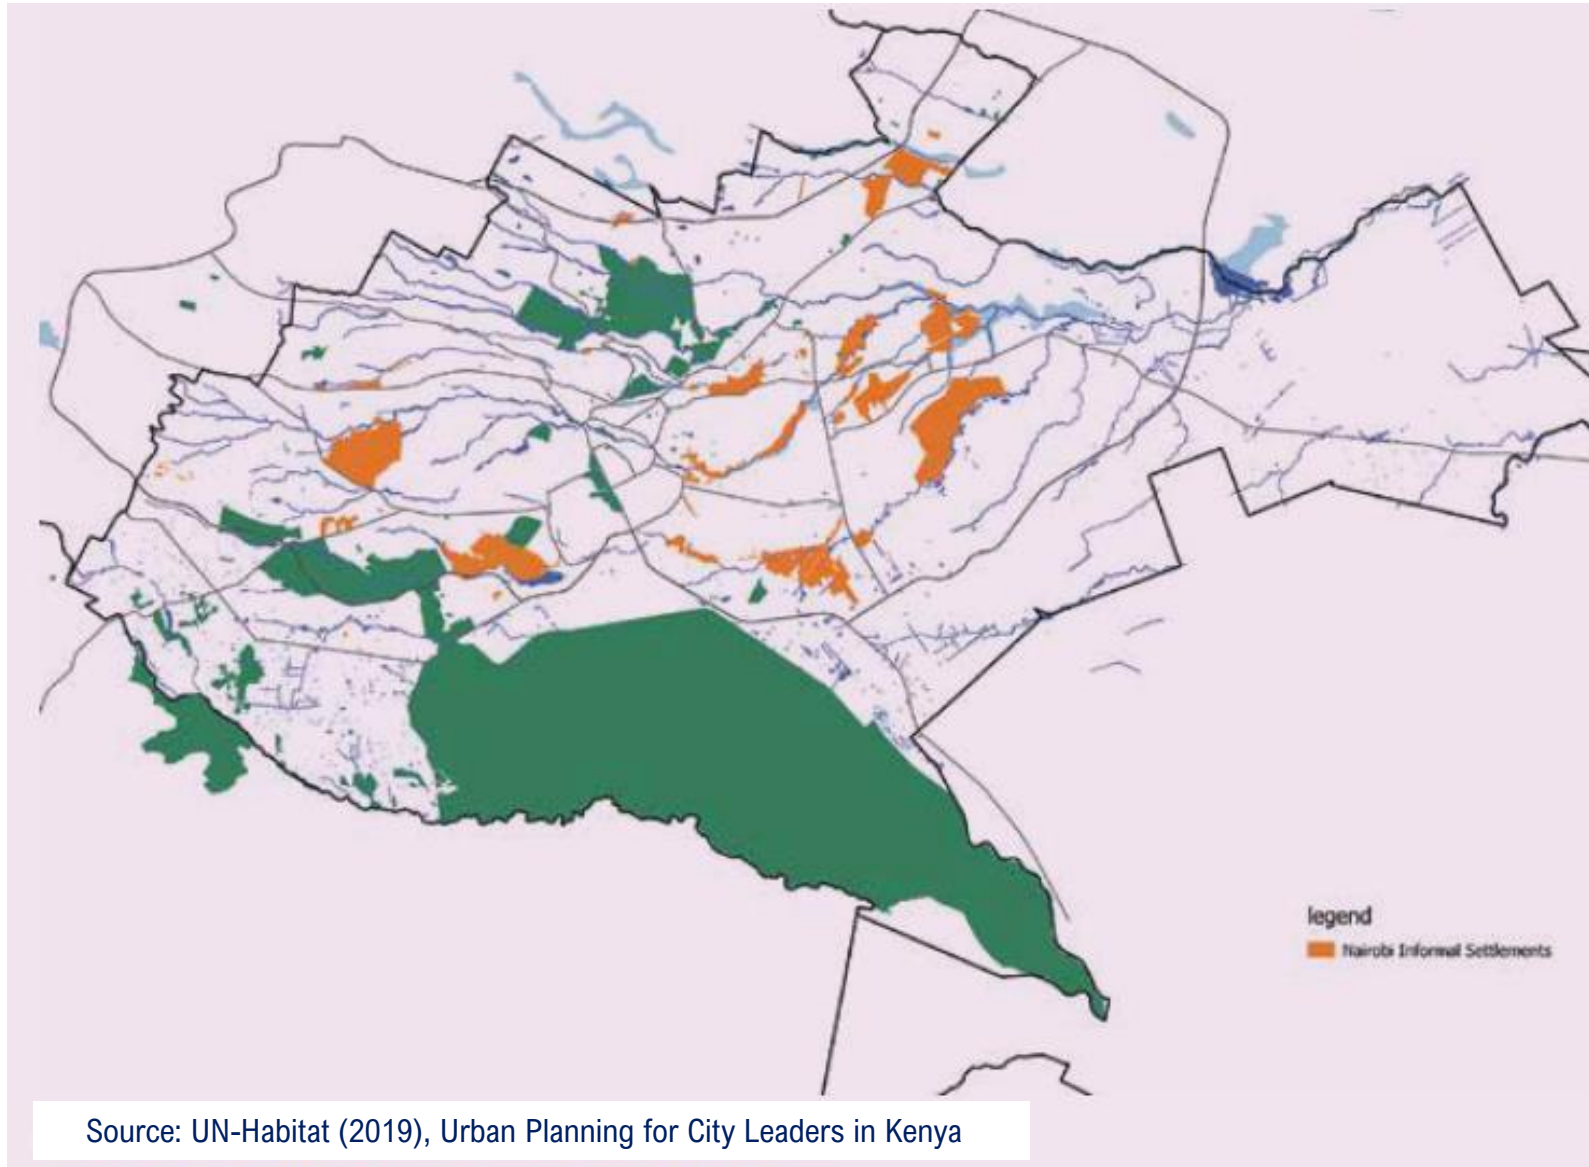 legend
Nairobi Informal Settlements
Source: UN-Habitat (2019), Urban Planning for City Leaders in Kenya